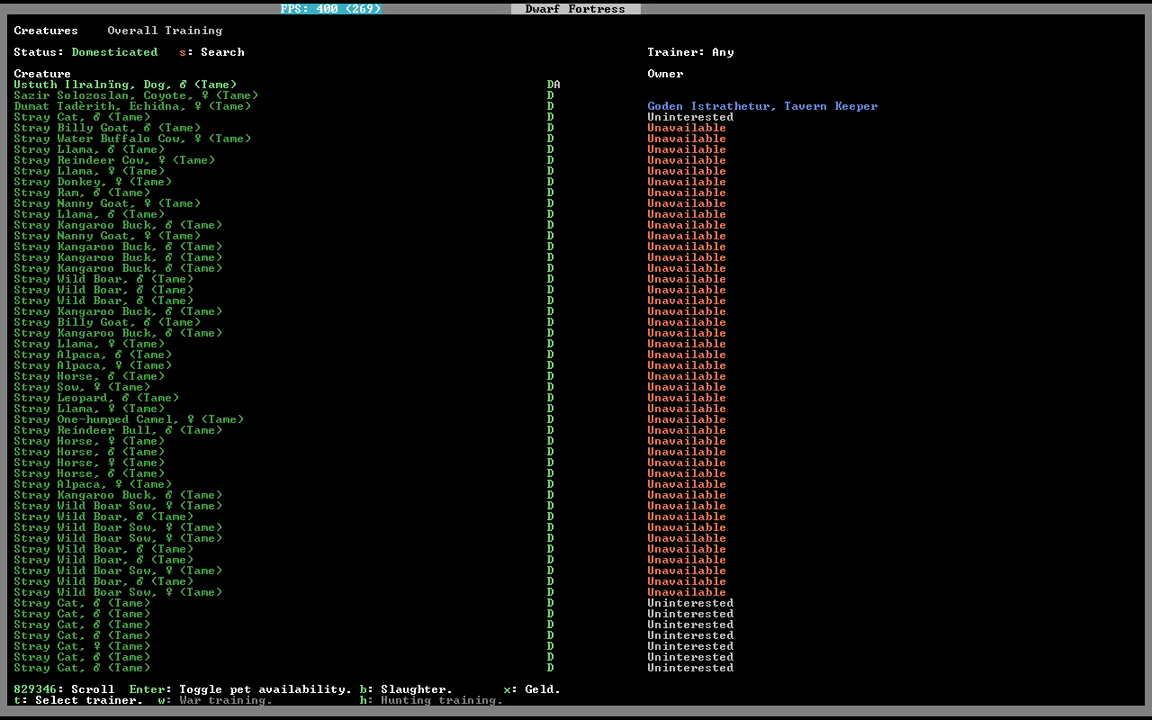 FPS: 400 (269) Dwarf Fortress
Creatures Overall Training
Status: Domesticated s: Search Trainer: Any
Creature Owner
Ustuth Ilralnïng, Dog, ♂ (Tame) DA
Sazir Solozoslan, Coyote, ♀ (Tame) D
Dumat Tadèrith, Echidna, ♀ (Tame) D Goden Istrathetur, Tavern Keeper
Stray Cat, ♂ (Tame) D Uninterested
Stray Billy Goat, ♂ (Tame) D Unavailable
Stray Water Buffalo Cow, ♀ (Tame) D Unavailable
Stray Llama, ♂ (Tame) D Unavailable
Stray Reindeer Cow, ♀ (Tame) D Unavailable
Stray Llama, ♀ (Tame) D Unavailable
Stray Donkey, ♀ (Tame) D Unavailable
Stray Ram, ♂ (Tame) D Unavailable
Stray Nanny Goat, ♀ (Tame) D Unavailable
Stray Llama, ♂ (Tame) D Unavailable
Stray Kangaroo Buck, ♂ (Tame) D Unavailable
Stray Nanny Goat, ♀ (Tame) D Unavailable
Stray Kangaroo Buck, ♂ (Tame) D Unavailable
Stray Kangaroo Buck, ♂ (Tame) D Unavailable
Stray Kangaroo Buck, ♂ (Tame) D Unavailable
Stray Wild Boar, ♂ (Tame) D Unavailable
Stray Wild Boar, ♂ (Tame) D Unavailable
Stray Wild Boar, ♂ (Tame) D Unavailable
Stray Kangaroo Buck, ♂ (Tame) D Unavailable
Stray Billy Goat, ♂ (Tame) D Unavailable
Stray Kangaroo Buck, ♂ (Tame) D Unavailable
Stray Llama, ♀ (Tame) D Unavailable
Stray Alpaca, ♂ (Tame) D Unavailable
Stray Alpaca, ♀ (Tame) D Unavailable
Stray Horse, ♂ (Tame) D Unavailable
Stray Sow, ♀ (Tame) D Unavailable
Stray Leopard, ♂ (Tame) D Unavailable
Stray Llama, ♀ (Tame) D Unavailable
Stray One-humped Camel, ♀ (Tame) D Unavailable
Stray Reindeer Bull, ♂ (Tame) D Unavailable
Stray Horse, ♀ (Tame) D Unavailable
Stray Horse, ♂ (Tame) D Unavailable
Stray Horse, ♀ (Tame) D Unavailable
Stray Horse, ♂ (Tame) D Unavailable
Stray Alpaca, ♀ (Tame) D Unavailable
Stray Kangaroo Buck, ♂ (Tame) D Unavailable
Stray Wild Boar Sow, ♀ (Tame) D Unavailable
Stray Wild Boar, ♂ (Tame) D Unavailable
Stray Wild Boar Sow, ♀ (Tame) D Unavailable
Stray Wild Boar Sow, ♀ (Tame) D Unavailable
Stray Wild Boar, ♂ (Tame) D Unavailable
Stray Wild Boar, ♂ (Tame) D Unavailable
Stray Wild Boar Sow, ♀ (Tame) D Unavailable
Stray Wild Boar, ♂ (Tame) D Unavailable
Stray Wild Boar Sow, ♀ (Tame) D Unavailable
Stray Cat, ♂ (Tame) D Uninterested
Stray Cat, ♂ (Tame) D Uninterested
Stray Cat, ♂ (Tame) D Uninterested
Stray Cat, ♂ (Tame) D Uninterested
Stray Cat, ♀ (Tame) D Uninterested
Stray Cat, ♂ (Tame) D Uninterested
Stray Cat, ♂ (Tame) D Uninterested
829346: Scroll Enter: Toggle pet availability. b: Slaughter. x: Geld.
t: Select trainer. w: War training. h: Hunting training.